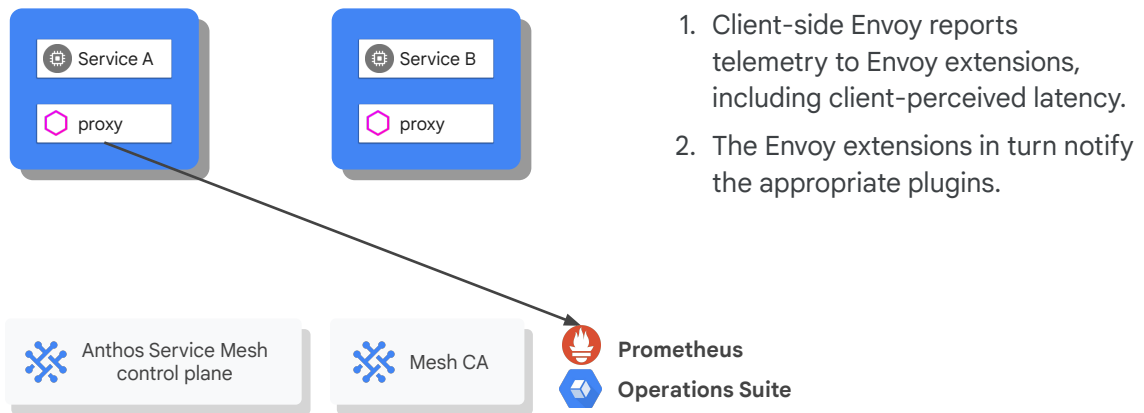 Service A
proxy
Service B
proxy
1. Client-side Envoy reports
telemetry to Envoy extensions,
including client-perceived latency.
2. The Envoy extensions in turn notify
the appropriate plugins.
Anthos Service Mesh
control plane
Mesh CA
Prometheus
Operations Suite